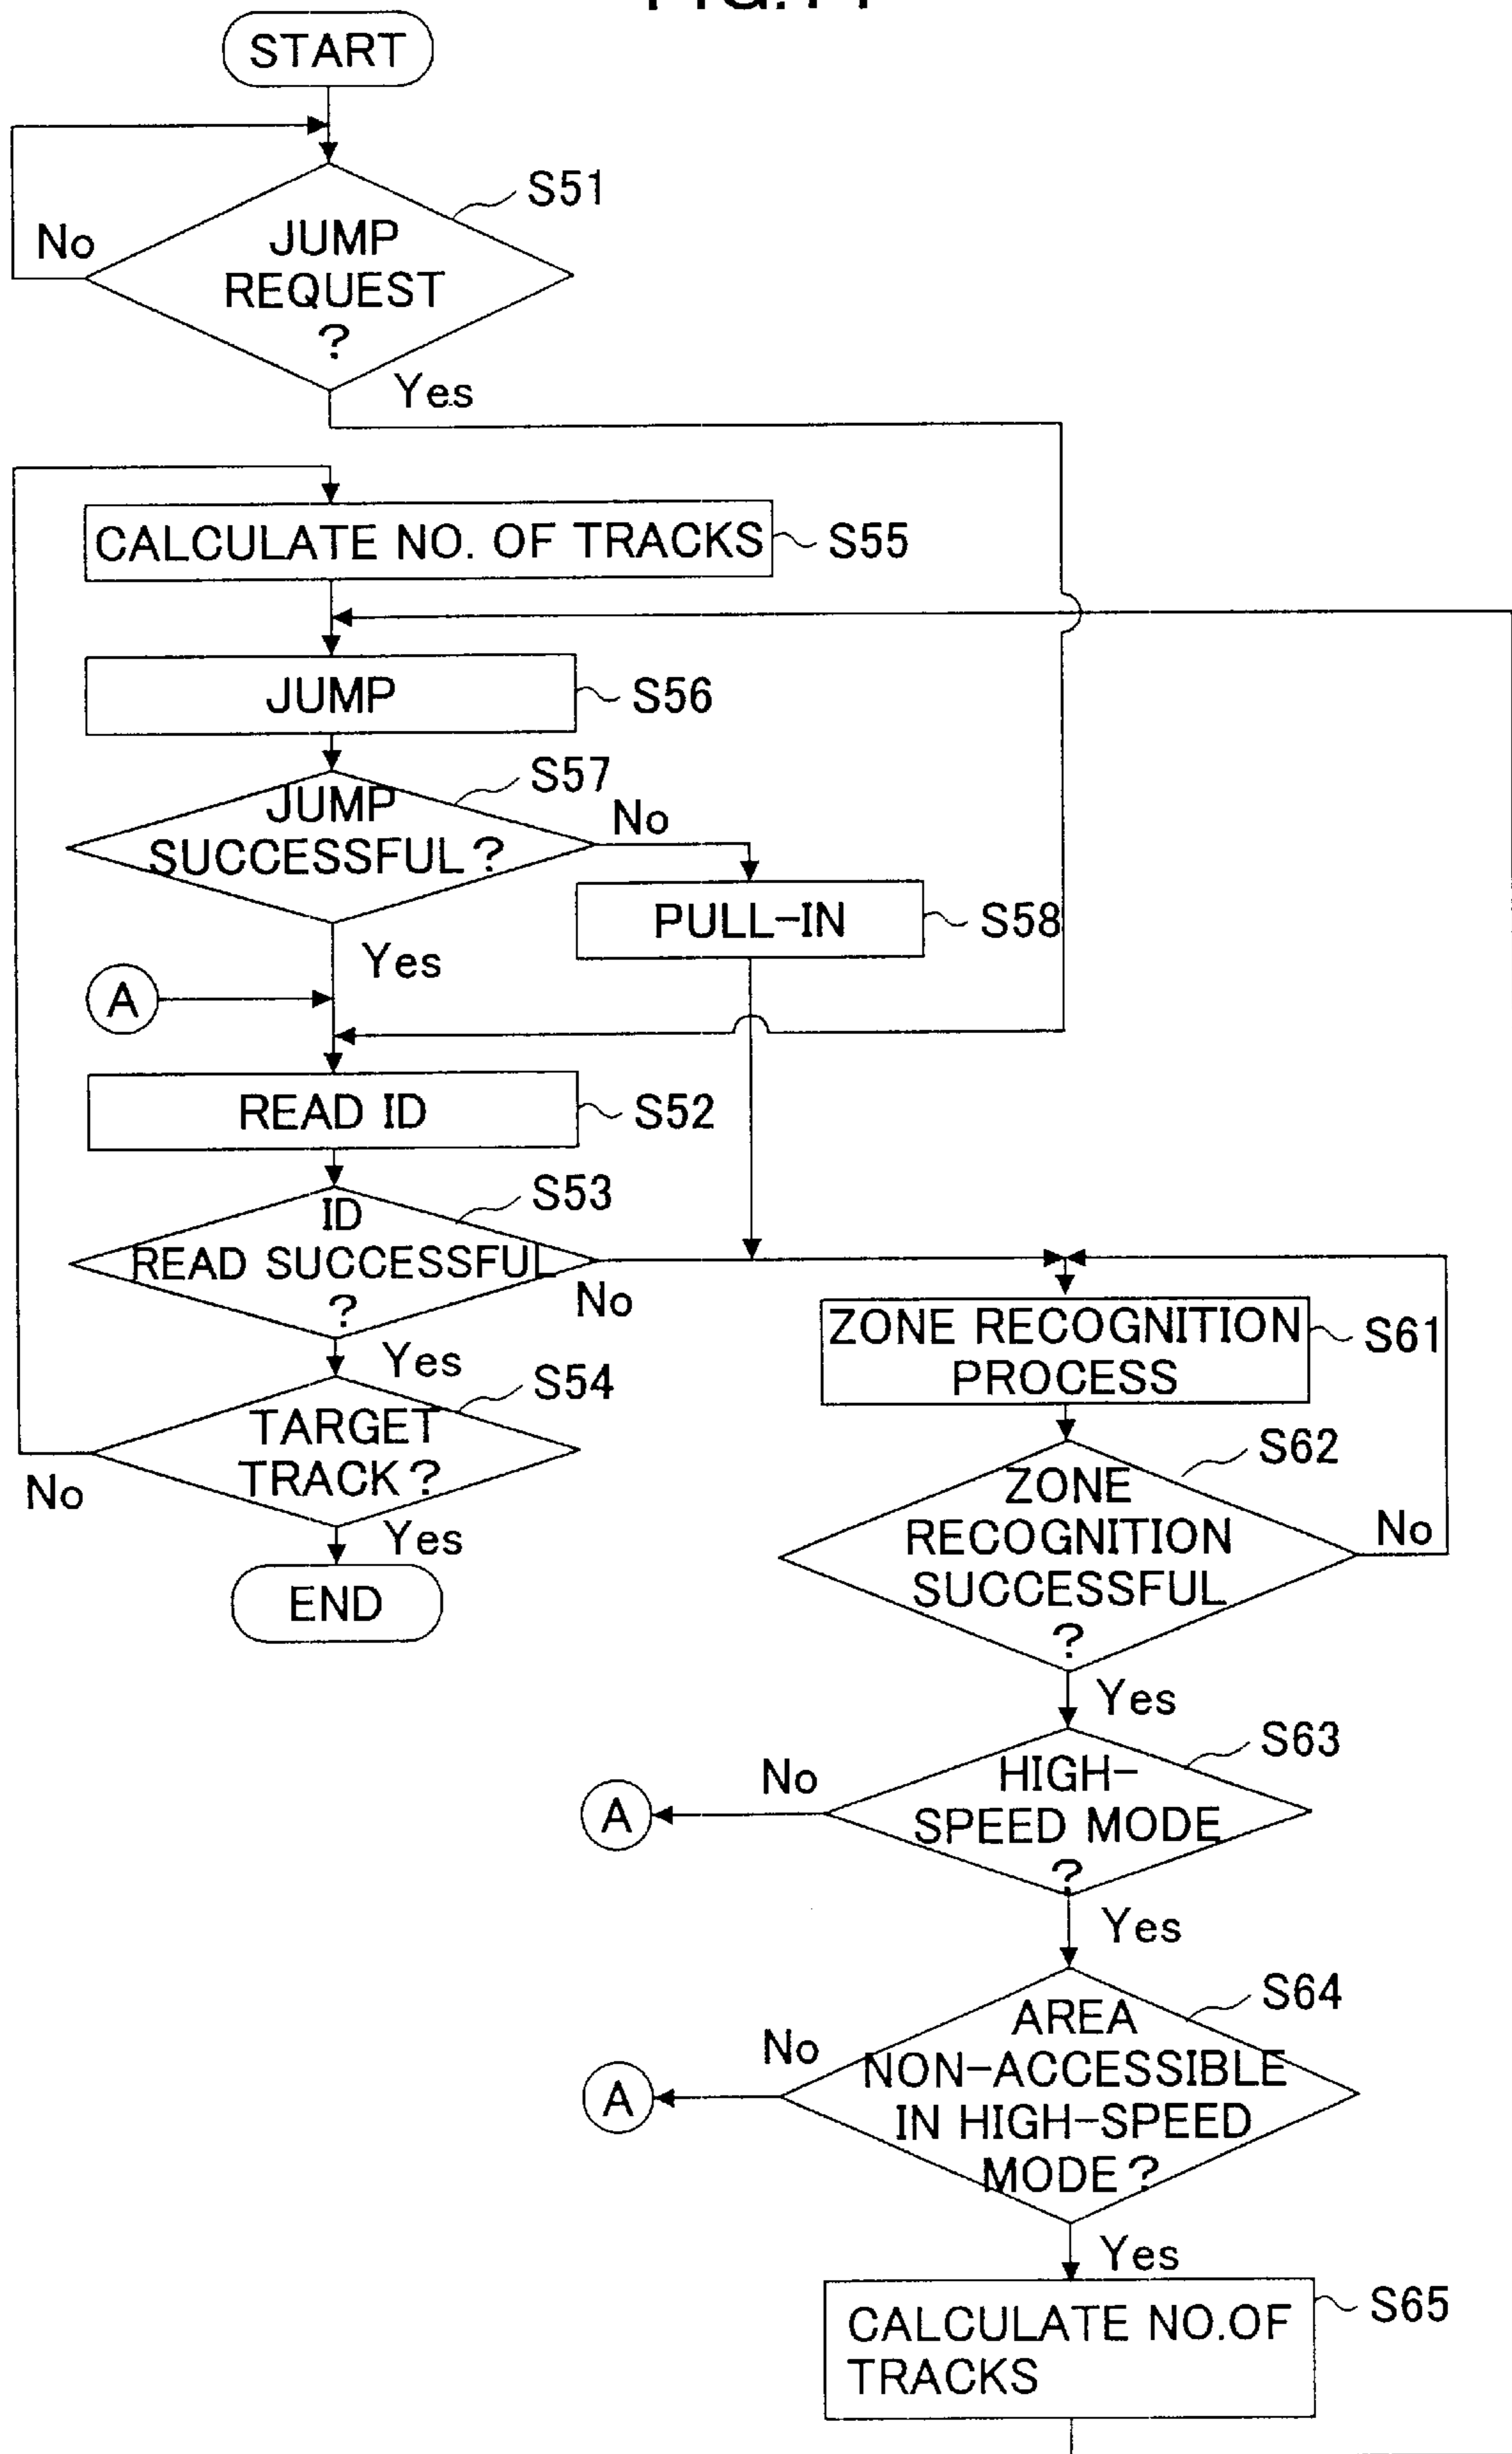 START
S51
No
JUMP
REQUEST
?
Yes
CALCULATE NO. OF TRACKS
S55
JUMP
S56
S57
JUMP
SUCCESSFUL?
No
PULL-IN
S58
Yes
A
READ ID
S52
S53
ID
READ SUCCESSFUL
?
No
Yes
S54
TARGET
TRACK?
No
Yes
END
ZONE RECOGNITION
PROCESS
S61
S62
ZONE
RECOGNITION
SUCCESSFUL
?
No
Yes
S63
HIGH-
SPEED MODE
?
No
A
Yes
S64
AREA
NON-ACCESSIBLE
IN HIGH-SPEED
MODE?
No
A
Yes
CALCULATE NO.OF
TRACKS
S65